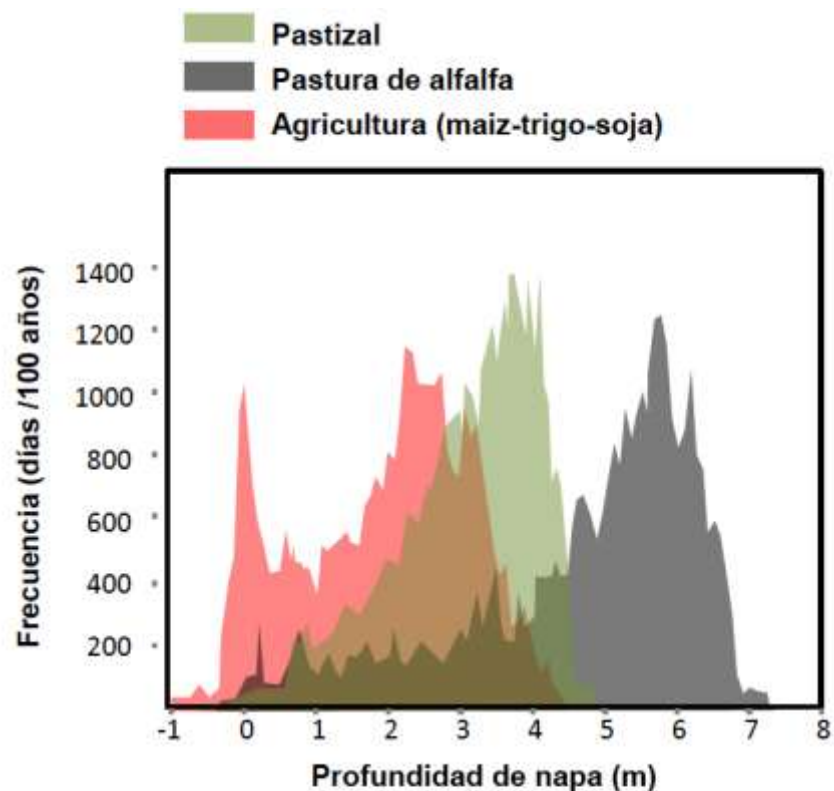 Pastizal
Pastura de alfalfa
Agricultura (maiz-trigo-soja)
Frecuencia (días /100 años)
1400
1200
1000
800
600
400
200
-1 0 1 2 3 4 5 6 7 8
Profundidad de napa (m)